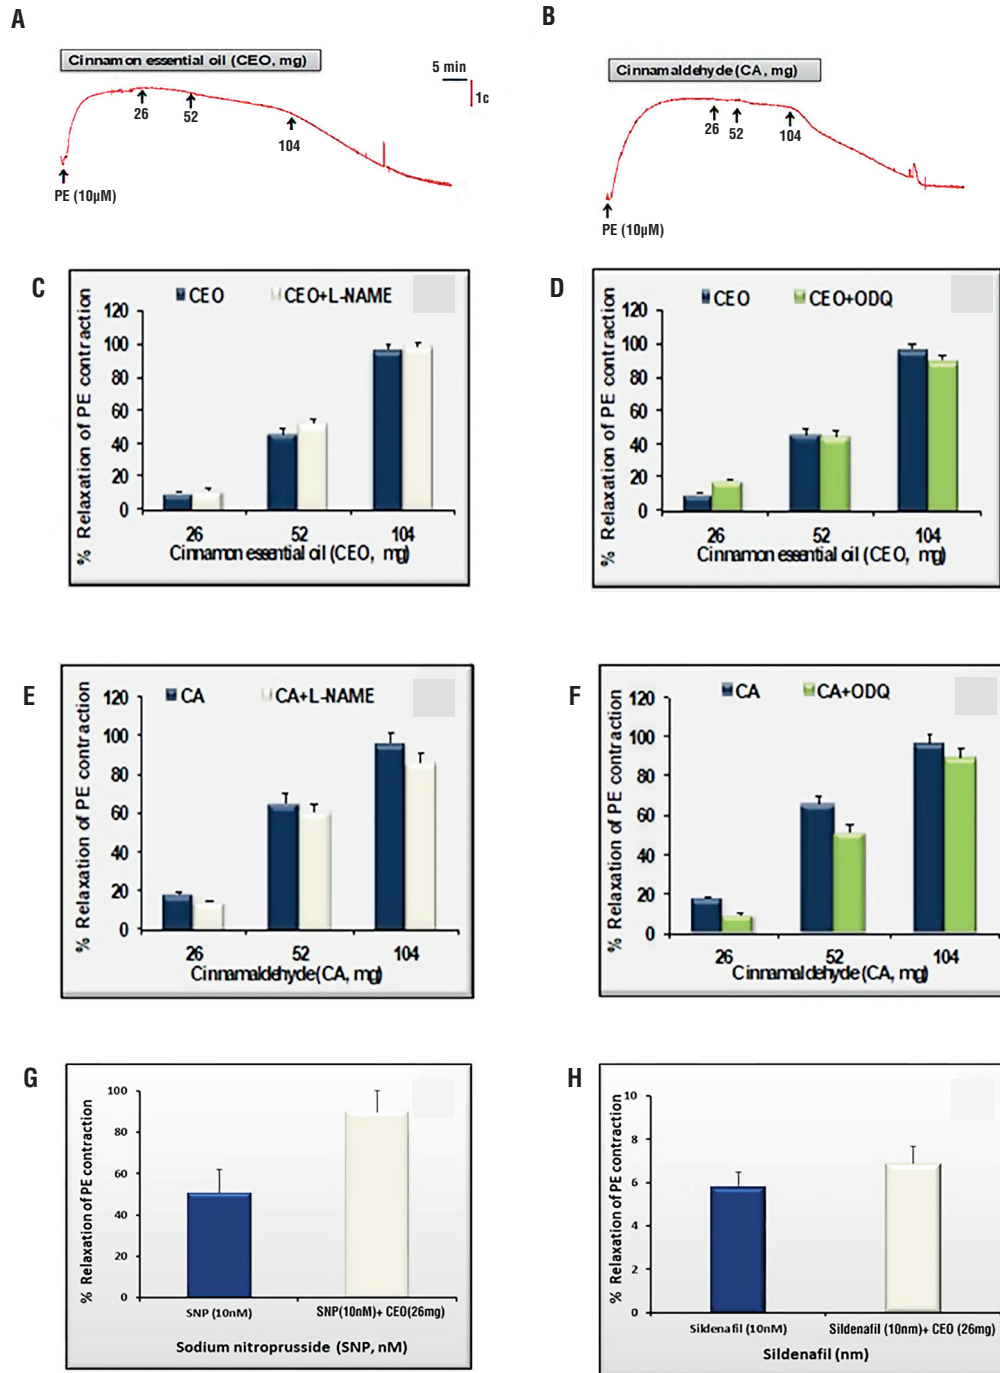 A
Cinnamon essential oil (CEO, mg)
5 min
1c
26
52
104
PE (10µM)
B
Cinnamaldehyde (CA, mg)
26
52
104
PE (10µM)
C
CEO
CEO+L-NAME
% Relaxation of PE contraction
120
100
80
60
40
20
0
26 52 104
Cinnamon essential oil (CEO, mg)
D
CEO
CEO+ODQ
% Relaxation of PE contraction
120
100
80
60
40
20
0
26 52 104
Cinnamon essential oil (CEO, mg)
E
CA
CA+L-NAME
% Relaxation of PE contraction
120
100
80
60
40
20
0
26 52 104
Cinnamaldehyde (CA, mg)
F
CA
CA+ODQ
% Relaxation of PE contraction
120
100
80
60
40
20
0
26 52 104
Cinnamaldehyde (CA, mg)
G
% Relaxation of PE contraction
100
80
60
40
20
0
SNP (10nM) SNP(10nM)+ CEO(26mg)
Sodium nitroprusside (SNP, nM)
H
% Relaxation of PE contraction
10
8
6
4
2
0
Sildenafil (10nM) Sildenafil (10nm)+ CEO (26mg)
Sildenafil (nm)